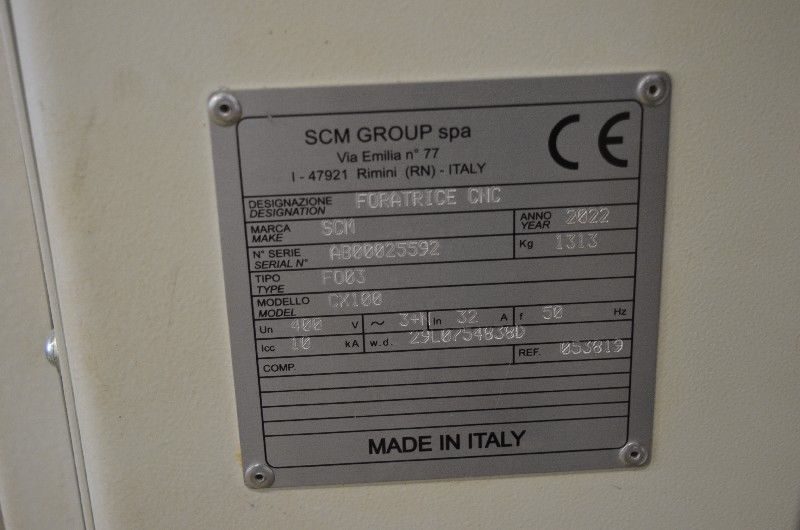 SCM GROUP spa
Via Emilia n° 77
I - 47921 Rimini (RN) - ITALY
CE
DESIGNAZIONE
DESIGNATION
FORATRICE CNC
MARCA
MAKE
SCM
ANNO
YEAR
2022
N° SERIE
SERIAL N°
AB00025592
Kg 1313
TIPO
TYPE
FO03
MODELLO
MODEL
CX100
Un 400 V ~ 3+N In 32 A f 50 Hz
Icc 10 kA w.d. 29L0754838D
COMP.
REF. 053819
MADE IN ITALY